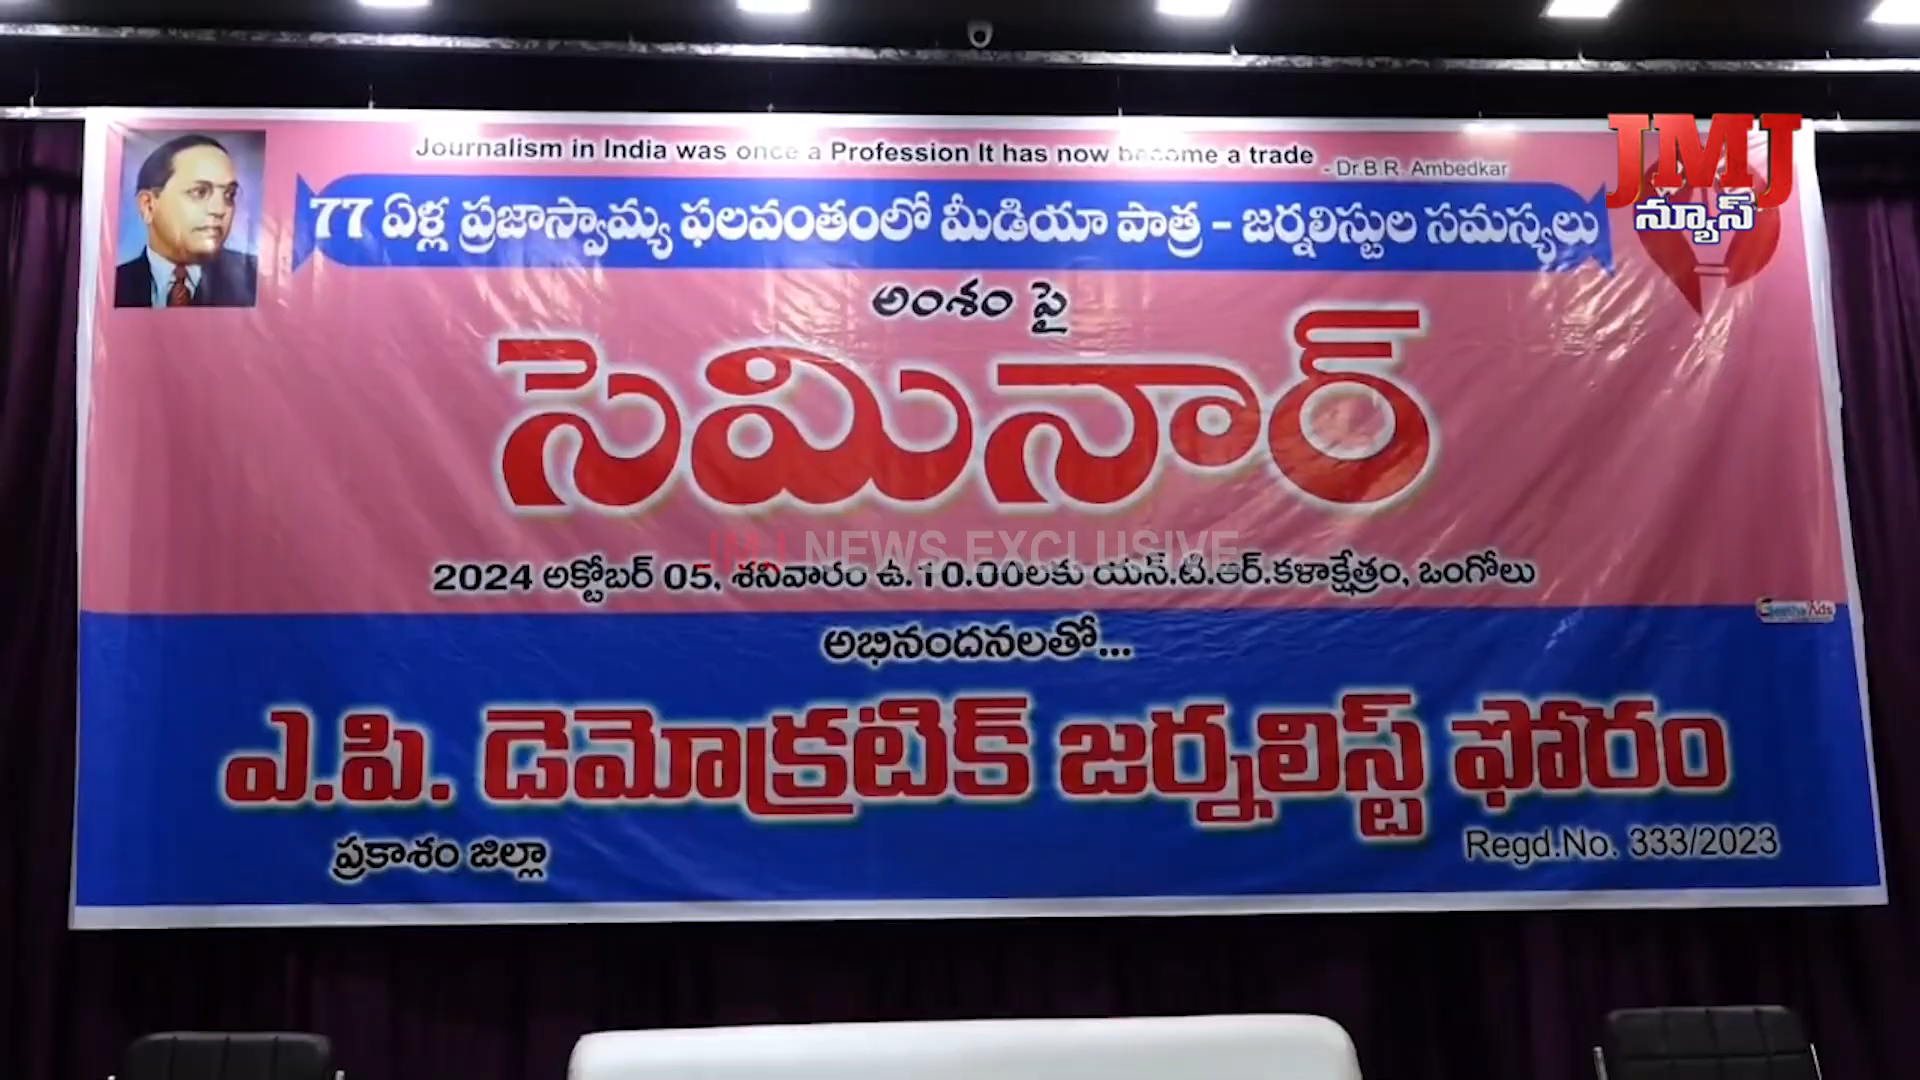 Journalism in India was once a Profession It has now become a trade
- Dr.B.R. Ambedkar
77 ఏళ్ల ప్రజాస్వామ్య ఫలవంతంలో మీడియా పాత్ర - జర్నలిస్టుల సమస్యలు
JMJ
న్యూస్
అంశం పై
సెమినార్
JMJ NEWS EXCLUSIVE
2024 అక్టోబర్ 05, శనివారం ఉ.10.00లకు యన్.టి.ఆర్.కళాక్షేత్రం, ఒంగోలు
అభినందనలతో...
ఎ.పి. డెమోక్రటిక్ జర్నలిస్ట్ ఫోరం
ప్రకాశం జిల్లా
Regd.No. 333/2023